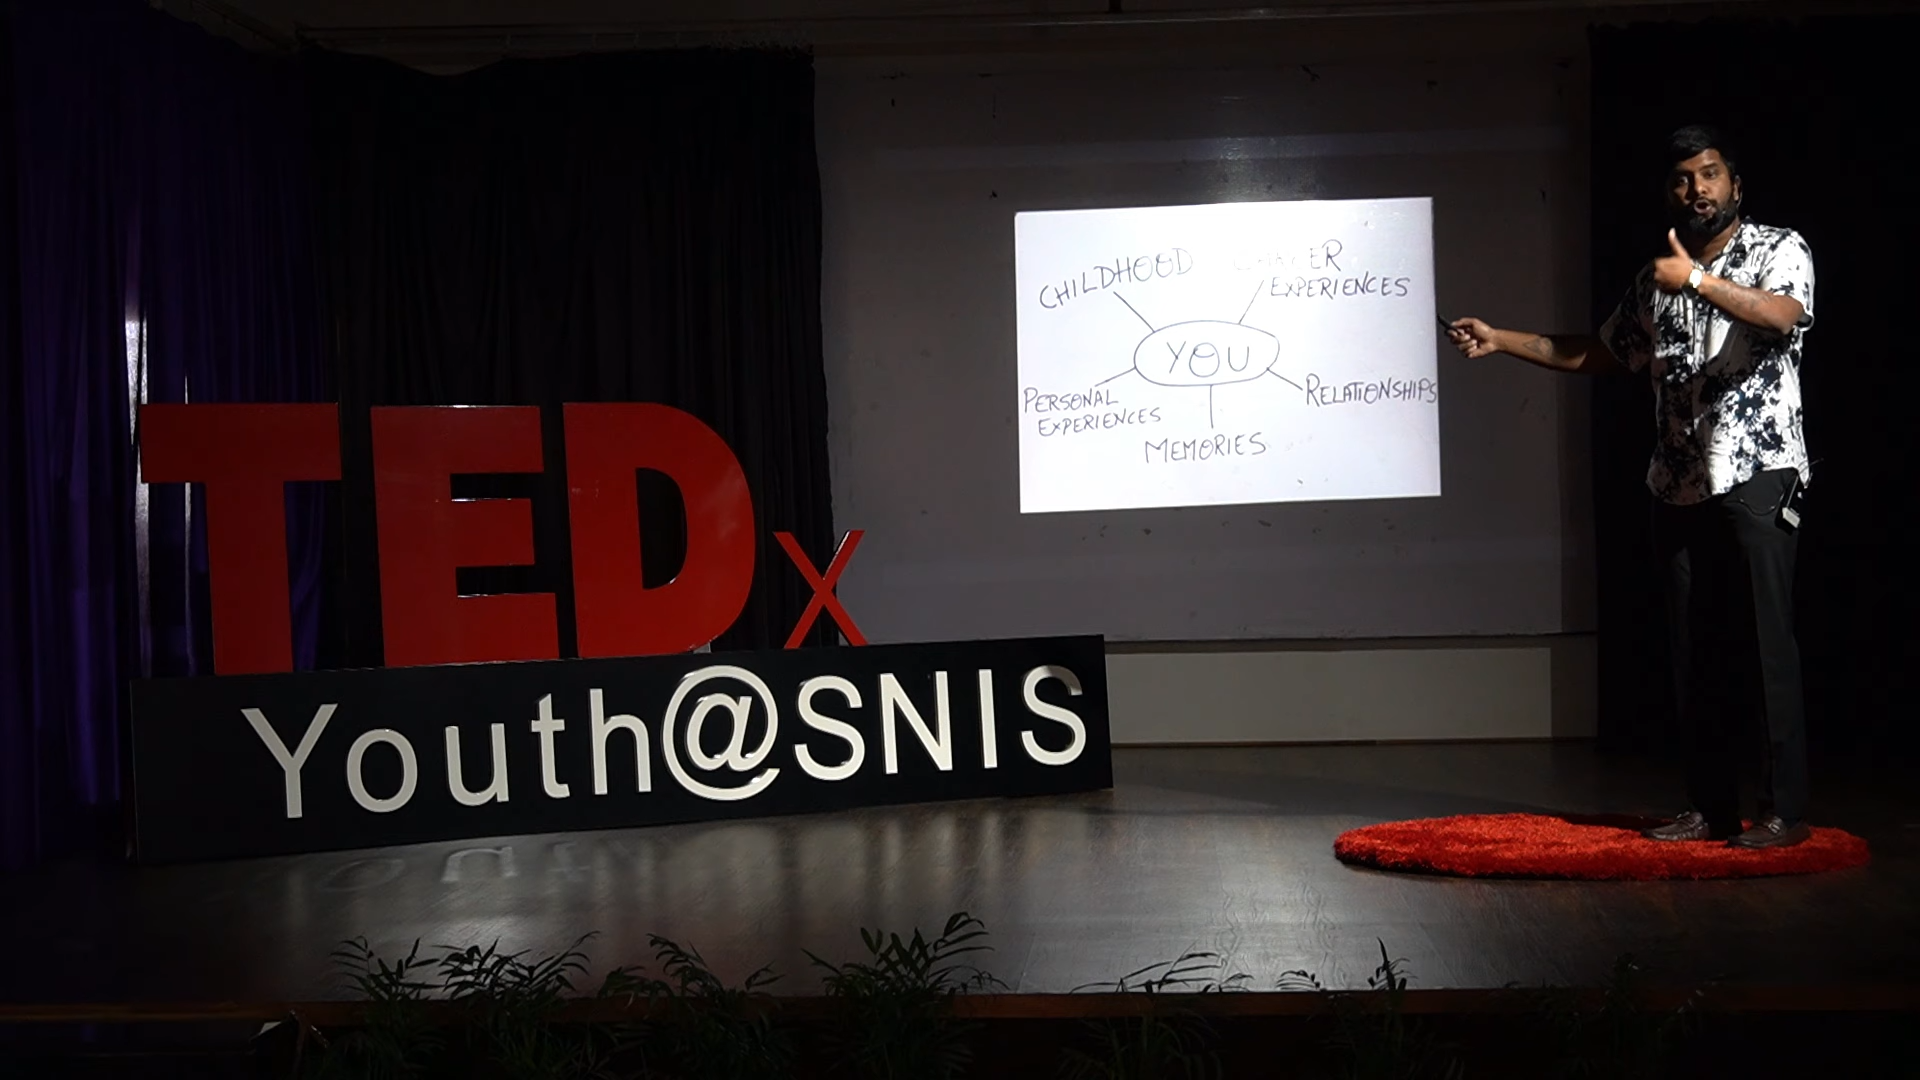 TEDx
Youth@SNIS
CHILDHOOD
EXPERIENCES
YOU
PERSONAL
EXPERIENCES
RELATIONSHIPS
MEMORIES